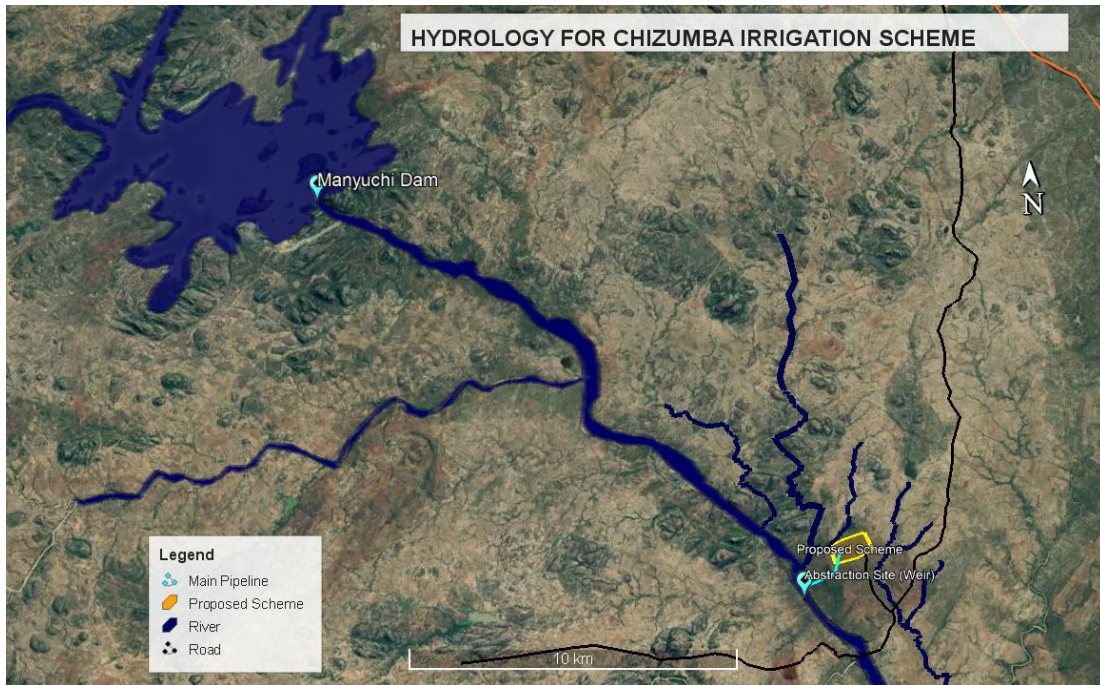 HYDROLOGY FOR CHIZUMBA IRRIGATION SCHEME
Manyuchi Dam
N
Proposed Scheme
Abstraction Site (Weir)
Legend
Main Pipeline
Proposed Scheme
River
Road
10 km